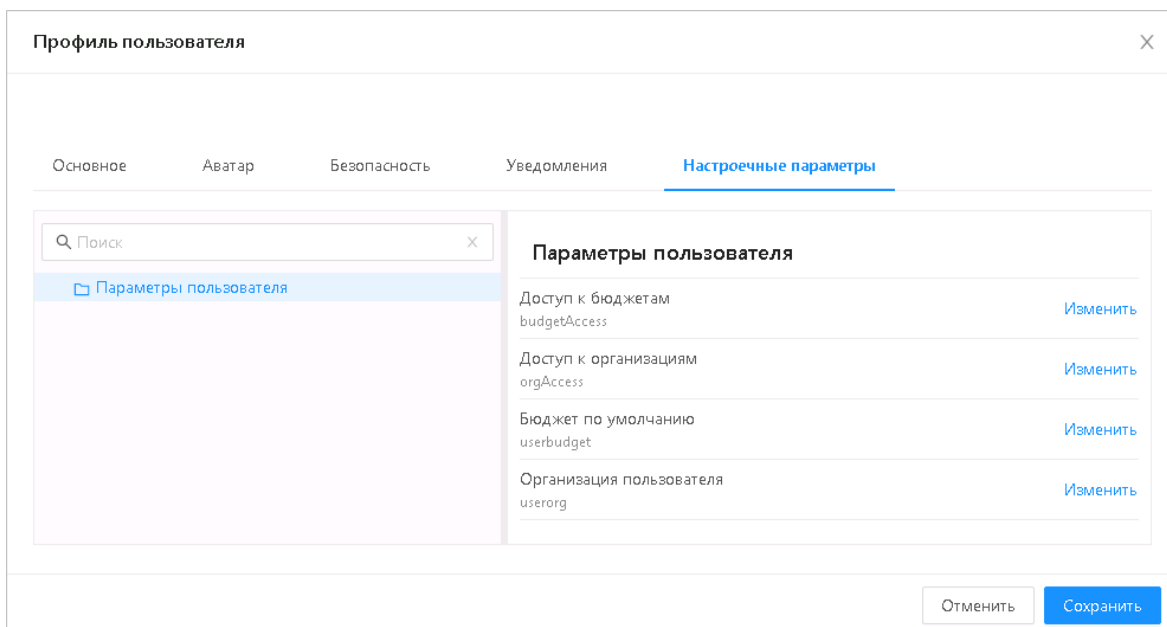 Профиль пользователя
Основное Аватар Безопасность Уведомления Настроечные параметры
Поиск
Параметры пользователя
Параметры пользователя
Доступ к бюджетам
budgetAccess
Изменить
Доступ к организациям
orgAccess
Изменить
Бюджет по умолчанию
userbudget
Изменить
Организация пользователя
userorg
Изменить
Отменить Сохранить